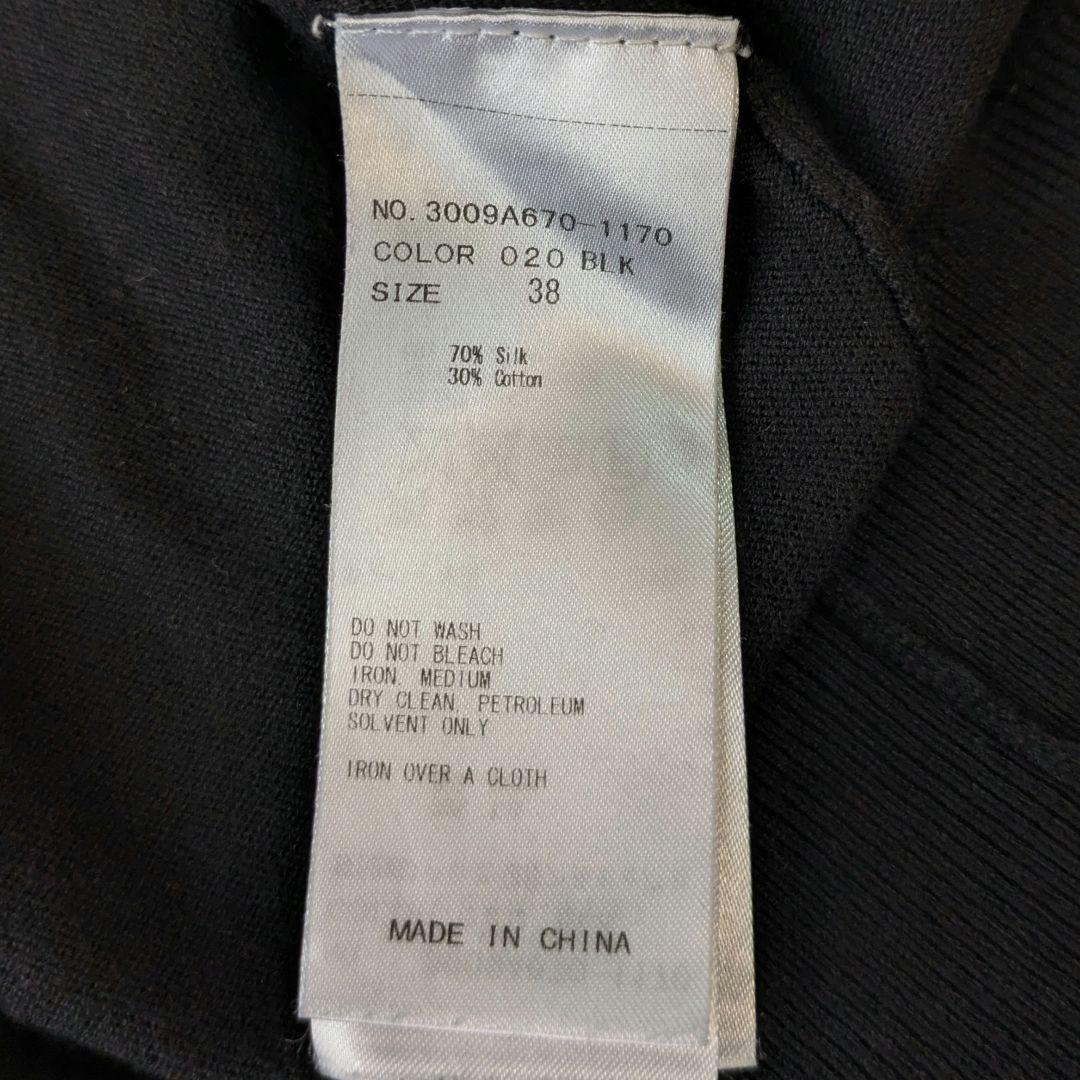 NO. 3009A670-1170
COLOR 020 BLK
SIZE 38
70% Silk
30% Cotton
DO NOT WASH
DO NOT BLEACH
IRON, MEDIUM
DRY CLEAN, PETROLEUM
SOLVENT ONLY
IRON OVER A CLOTH
MADE IN CHINA